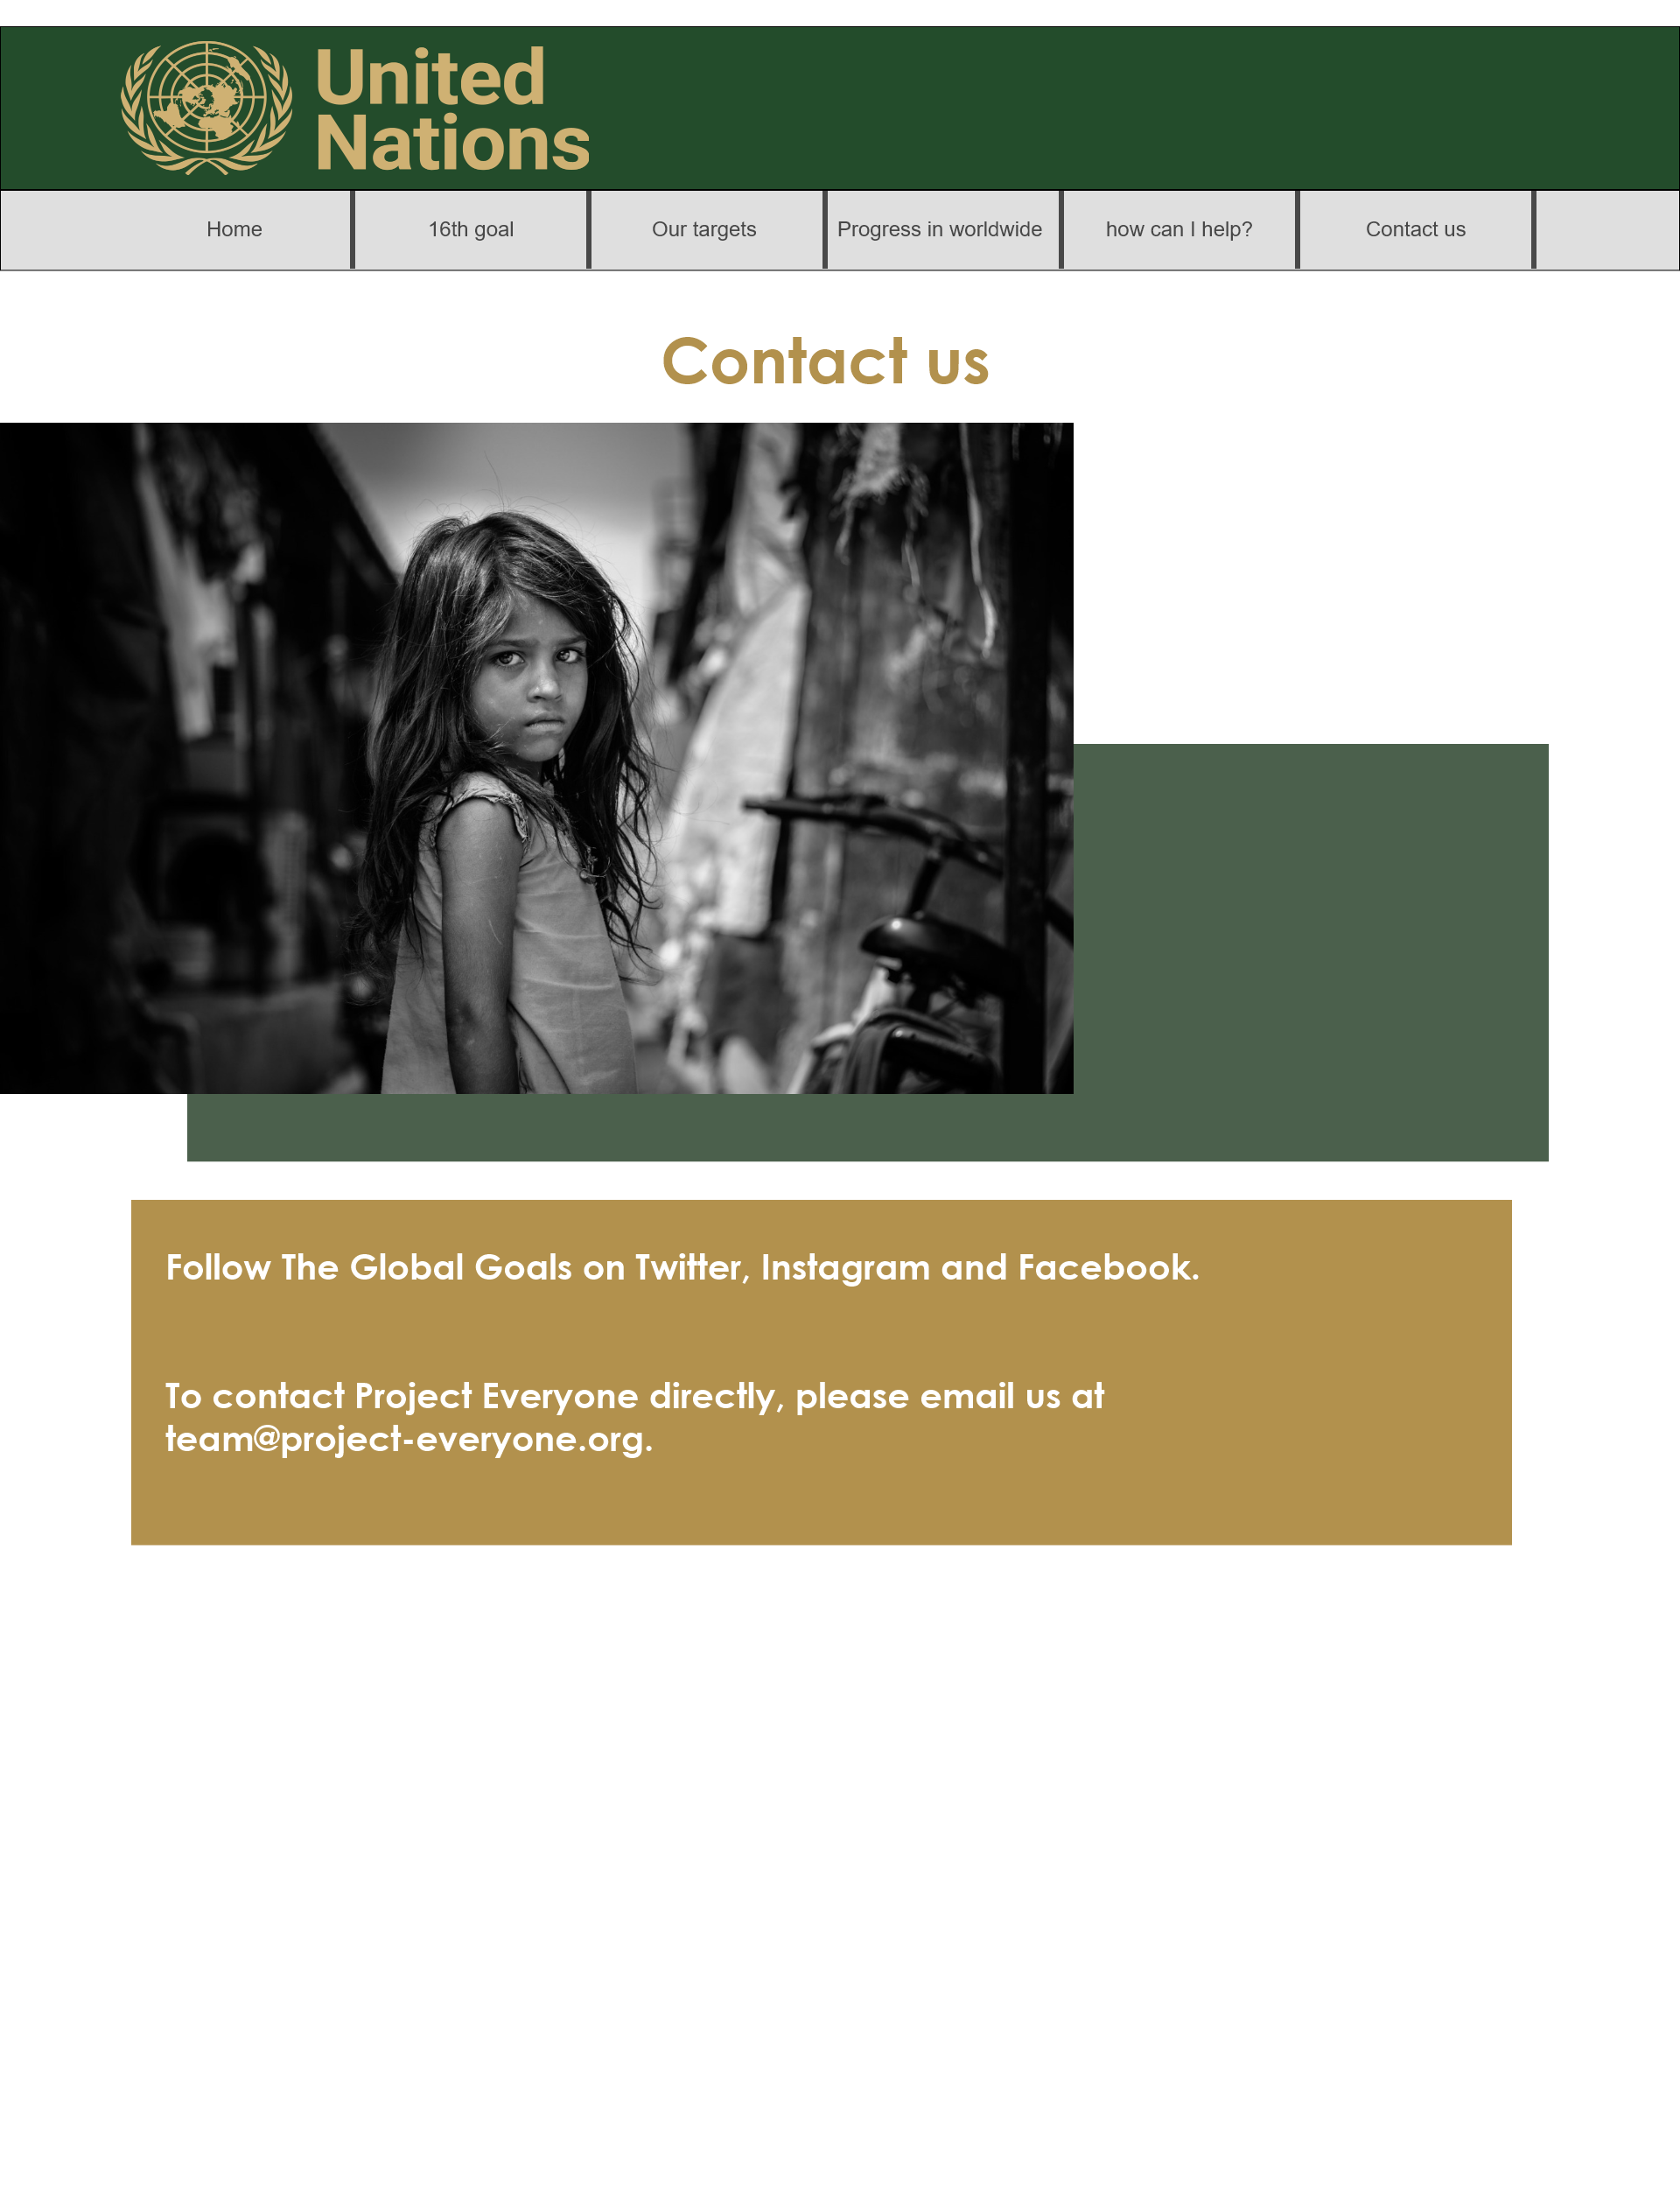 United
Nations
Home
16th goal
Our targets
Progress in worldwide
how can I help?
Contact us
Contact us
Follow The Global Goals on Twitter, Instagram and Facebook.
To contact Project Everyone directly, please email us at
team@project-everyone.org.